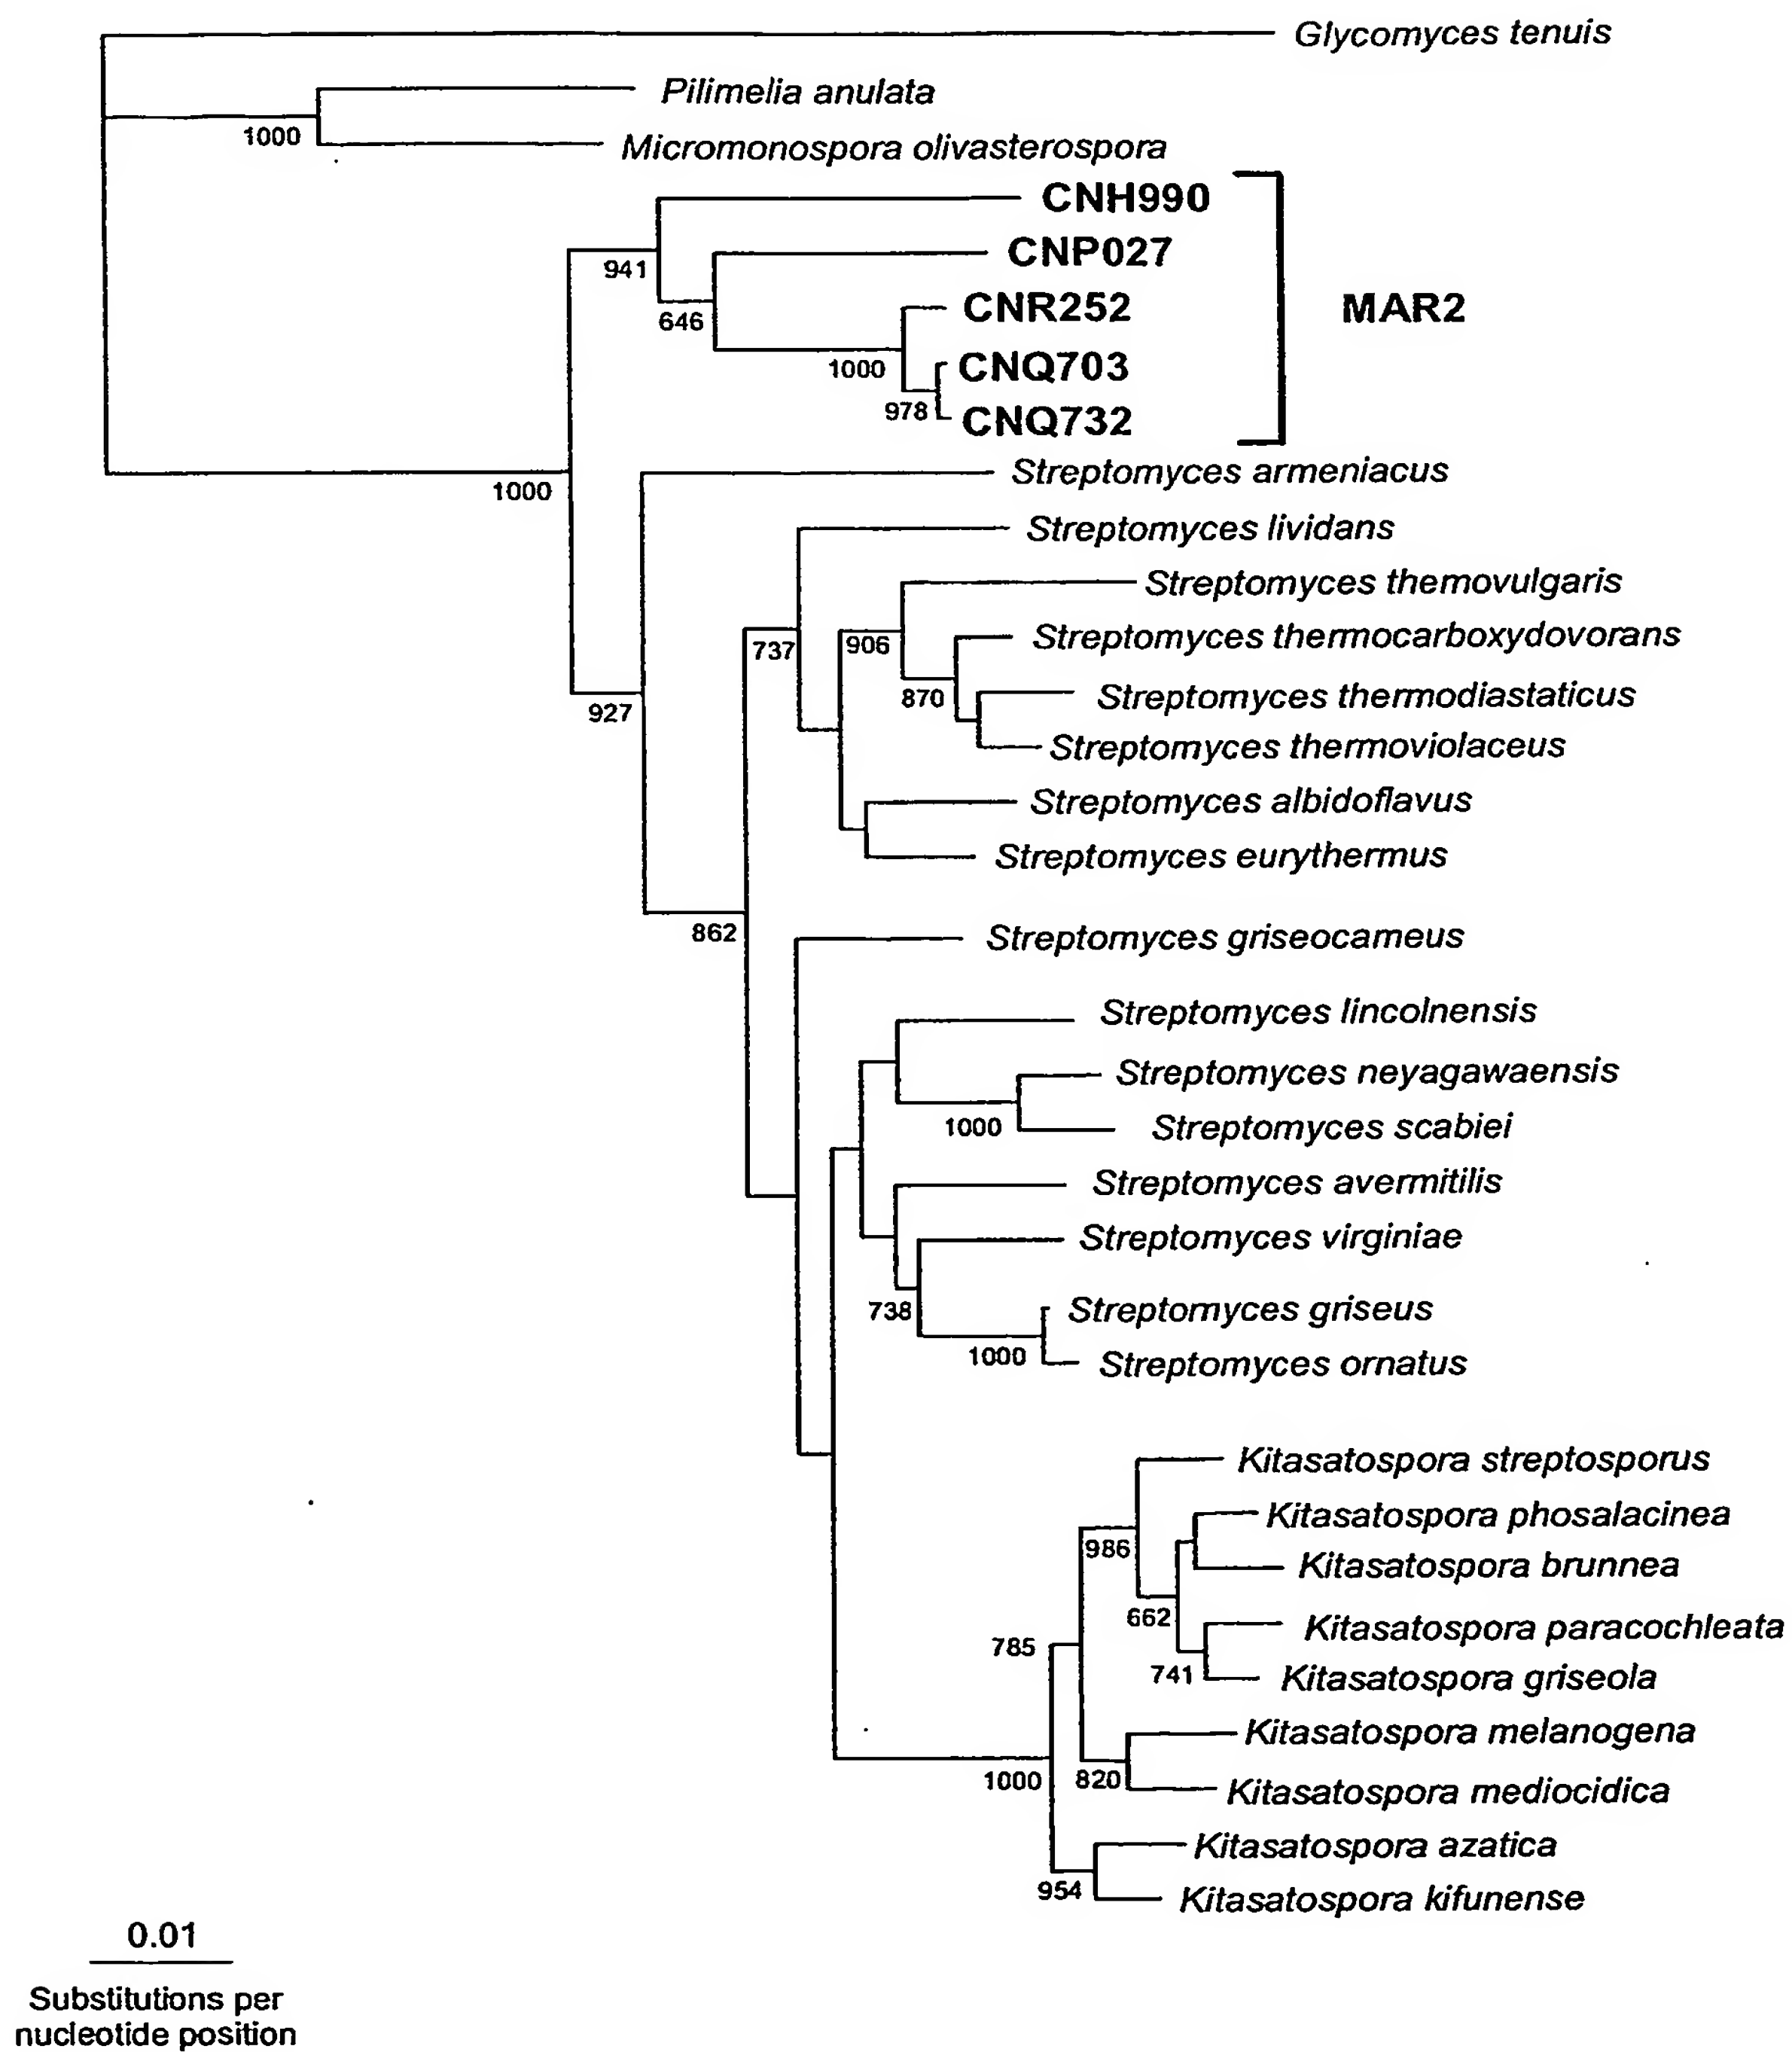 Glycomyces tenuis
Pilimelia anulata
1000
Micromonospora olivasterospora
CNH990
CNP027
941
CNR252
MAR2
646
CNQ703
1000
978
CNQ732
Streptomyces armeniacus
1000
Streptomyces lividans
Streptomyces themovulgaris
Streptomyces thermocarboxydovorans
737
906
Streptomyces thermodiastaticus
870
927
Streptomyces thermoviolaceus
Streptomyces albidoflavus
Streptomyces eurythermus
862
Streptomyces griseocameus
Streptomyces lincolnensis
Streptomyces neyagawaensis
1000
Streptomyces scabiei
Streptomyces avermitilis
Streptomyces virginiae
738
Streptomyces griseus
1000
Streptomyces ornatus
Kitasatospora streptosporus
Kitasatospora phosalacinea
986
Kitasatospora brunnea
662
Kitasatospora paracochleata
785
741
Kitasatospora griseola
Kitasatospora melanogena
1000
820
Kitasatospora mediocidica
Kitasatospora azatica
954
Kitasatospora kifunense
0.01
Substitutions per
nucleotide position